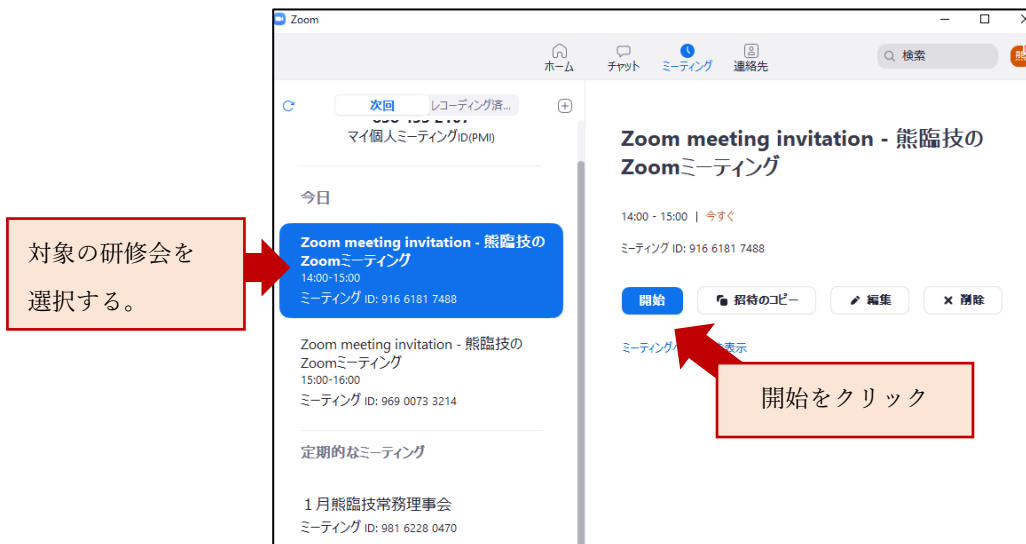 Zoom
ホーム
チャット
ミーティング
連絡先
検索
熊
次回
レコーディング済...
マイ個人ミーティングID(PMI)
今日
Zoom meeting invitation - 熊臨技の
Zoomミーティング
14:00-15:00
ミーティング ID: 916 6181 7488
Zoom meeting invitation - 熊臨技の
Zoomミーティング
15:00-16:00
ミーティング ID: 969 0073 3214
定期的なミーティング
１月熊臨技常務理事会
ミーティング ID: 981 6228 0470
対象の研修会を
選択する。
Zoom meeting invitation - 熊臨技の
Zoomミーティング
14:00 - 15:00 | 今すぐ
ミーティング ID: 916 6181 7488
開始
招待のコピー
編集
削除
ミーティング
表示
開始をクリック